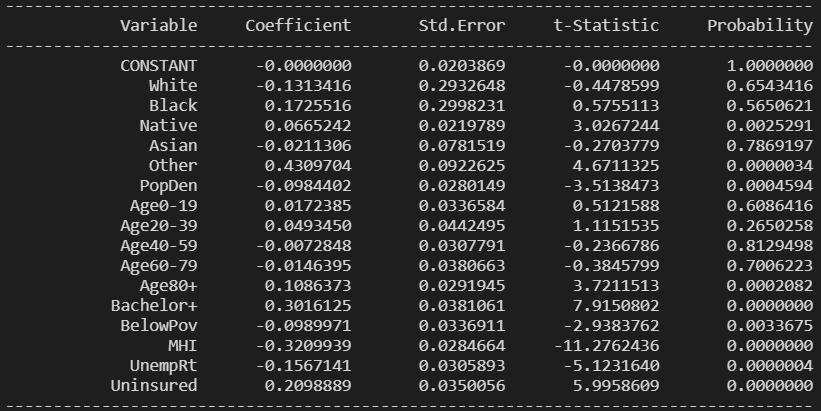 Variable Coefficient Std.Error t-Statistic Probability
CONSTANT -0.0000000 0.0203869 -0.0000000 1.0000000
White -0.1313416 0.2932648 -0.4478599 0.6543416
Black 0.1725516 0.2998231 0.5755113 0.5650621
Native 0.0665242 0.0219789 3.0267244 0.0025291
Asian -0.0211306 0.0781519 -0.2703779 0.7869197
Other 0.4309704 0.0922625 4.6711325 0.0000034
PopDen -0.0984402 0.0280149 -3.5138473 0.0004594
Age0-19 0.0172385 0.0336584 0.5121588 0.6086416
Age20-39 0.0493450 0.0442495 1.1151535 0.2650258
Age40-59 -0.0072848 0.0307791 -0.2366786 0.8129498
Age60-79 -0.0146395 0.0380663 -0.3845799 0.7006223
Age80+ 0.1086373 0.0291945 3.7211513 0.0002082
Bachelor+ 0.3016125 0.0381061 7.9150802 0.0000000
BelowPov -0.0989971 0.0336911 -2.9383762 0.0033675
MHI -0.3209939 0.0284664 -11.2762436 0.0000000
UnempRt -0.1567141 0.0305893 -5.1231640 0.0000004
Uninsured 0.2098889 0.0350056 5.9958609 0.0000000